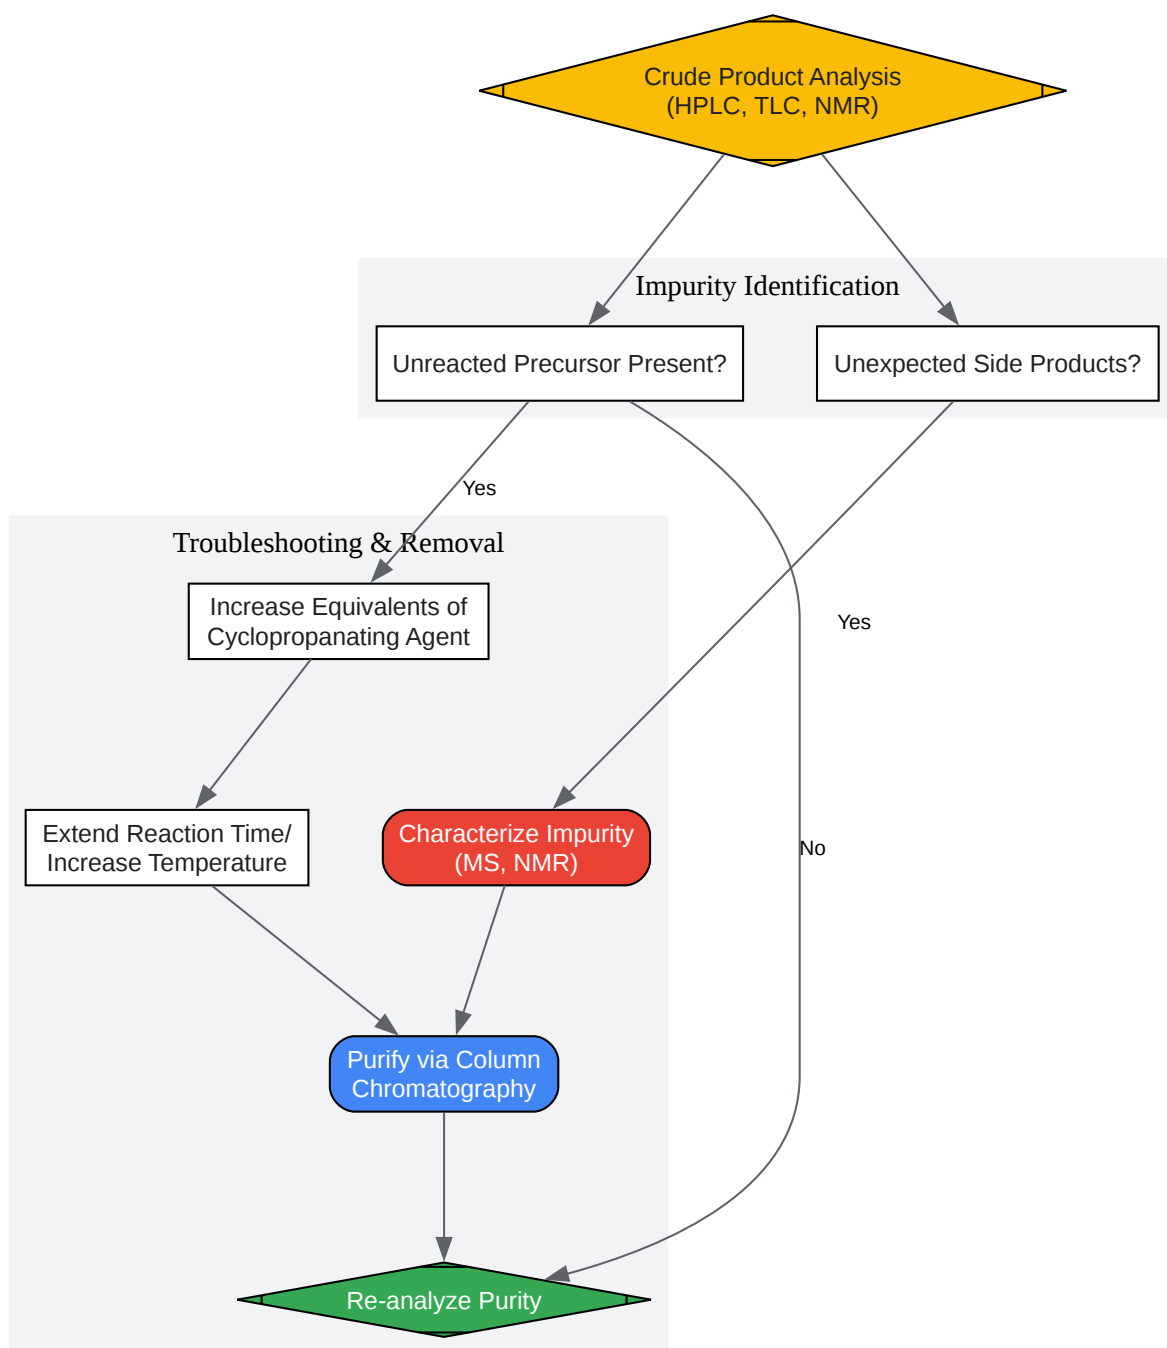 Crude Product Analysis
(HPLC, TLC, NMR)
Impurity Identification
Unreacted Precursor Present?
Unexpected Side Products?
Yes
Troubleshooting & Removal
Increase Equivalents of
Cyclopropanating Agent
Yes
Extend Reaction Time/
Increase Temperature
Characterize Impurity
(MS, NMR)
No
Purify via Column
Chromatography
Re-analyze Purity